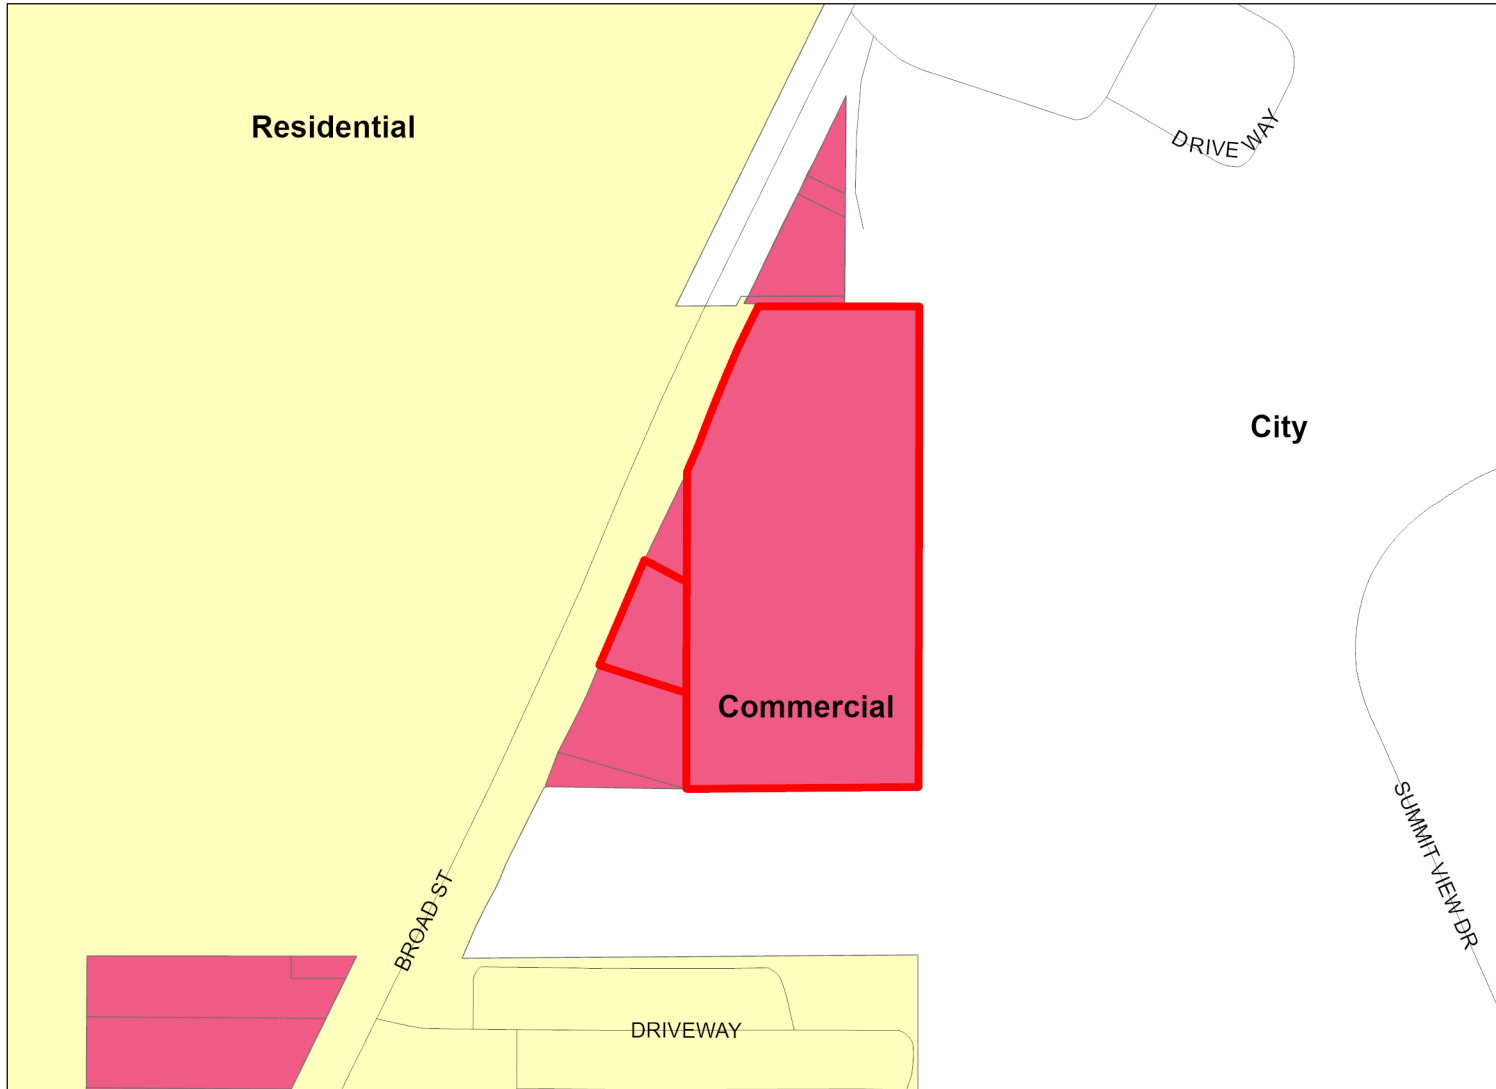 Residential
DRIVE WAY
City
Commercial
SUMMIT VIEW DR
BROAD ST
DRIVEWAY